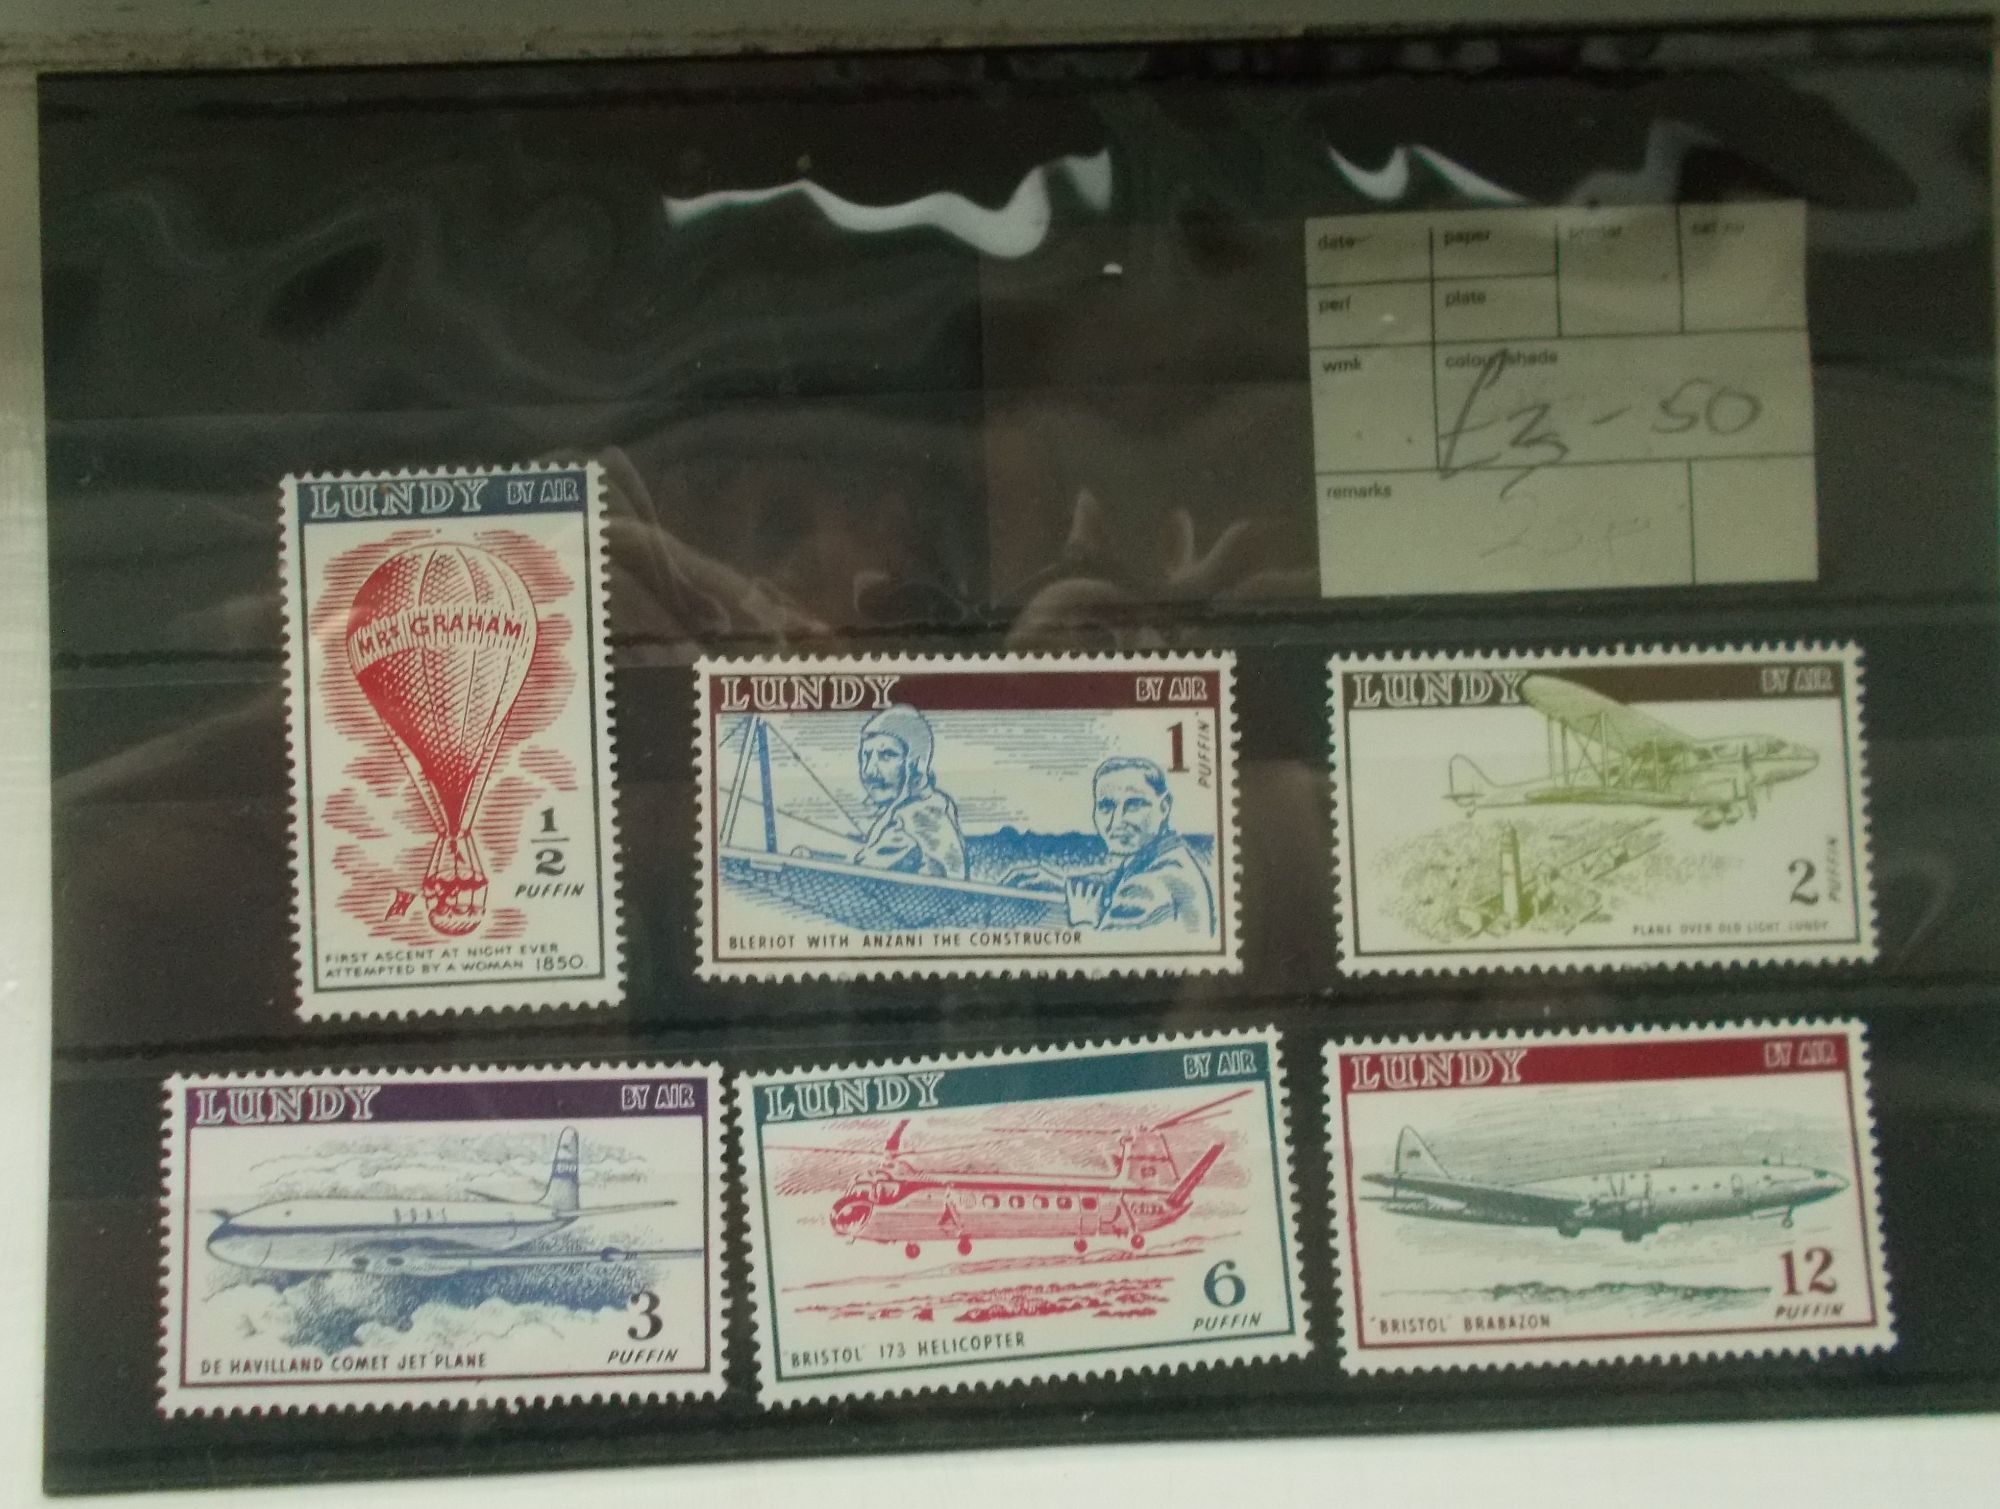 date paper
perf plate
wmk colour/shade
£3-50
remarks
LUNDY BY AIR
MRS GRAHAM
1/2
PUFFIN
FIRST ASCENT AT NIGHT EVER
ATTEMPTED BY A WOMAN 1850.
LUNDY BY AIR
1 PUFFIN
BLERIOT WITH ANZANI THE CONSTRUCTOR
LUNDY BY AIR
2 PUFFIN
PLANE OVER OLD LIGHT LUNDY
LUNDY BY AIR
3
DE HAVILLAND COMET JET PLANE PUFFIN
LUNDY BY AIR
6
PUFFIN
"BRISTOL" 173 HELICOPTER
LUNDY BY AIR
12
PUFFIN
"BRISTOL" BRABAZON